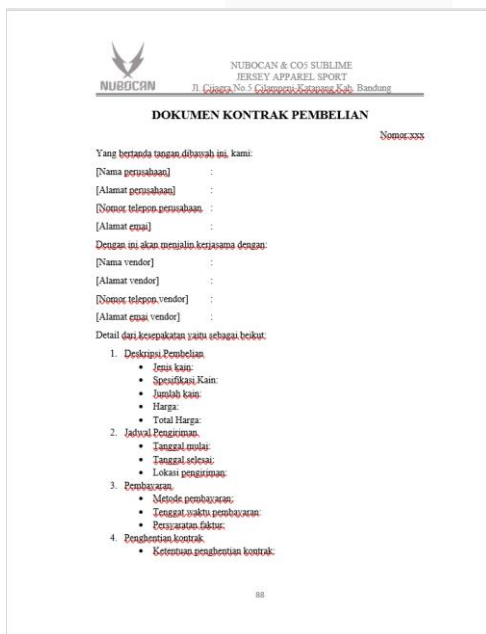 NUBOCAN
NUBOCAN & CO5 SUBLIME
JERSEY APPAREL SPORT
Jl. Cijagra No.5 Cilampeni-Katapang Kab. Bandung
DOKUMEN KONTRAK PEMBELIAN
Nomor:xxx
Yang bertanda tangan dibawah ini, kami:
[Nama perusahaan] :
[Alamat perusahaan] :
[Nomor telepon perusahaan :
[Alamat emai] :
Dengan ini akan menjalin kerjasama dengan:
[Nama vendor] :
[Alamat vendor] :
[Nomor telepon vendor] :
[Alamat emai vendor] :
Detail dari kesepakatan yaitu sebagai beikut:
1. Deskripsi Pembelian
• Jenis kain:
• Spesifikasi Kain:
• Jumlah kain:
• Harga:
• Total Harga:
2. Jadwal Pengiriman
• Tanggal mulai:
• Tanggal selesai:
• Lokasi pengiriman:
3. Pembayaran
• Metode pembayaran:
• Tenggat waktu pembayaran:
• Persyaratan faktur:
4. Penghentian kontrak
• Ketentuan penghentian kontrak:
88